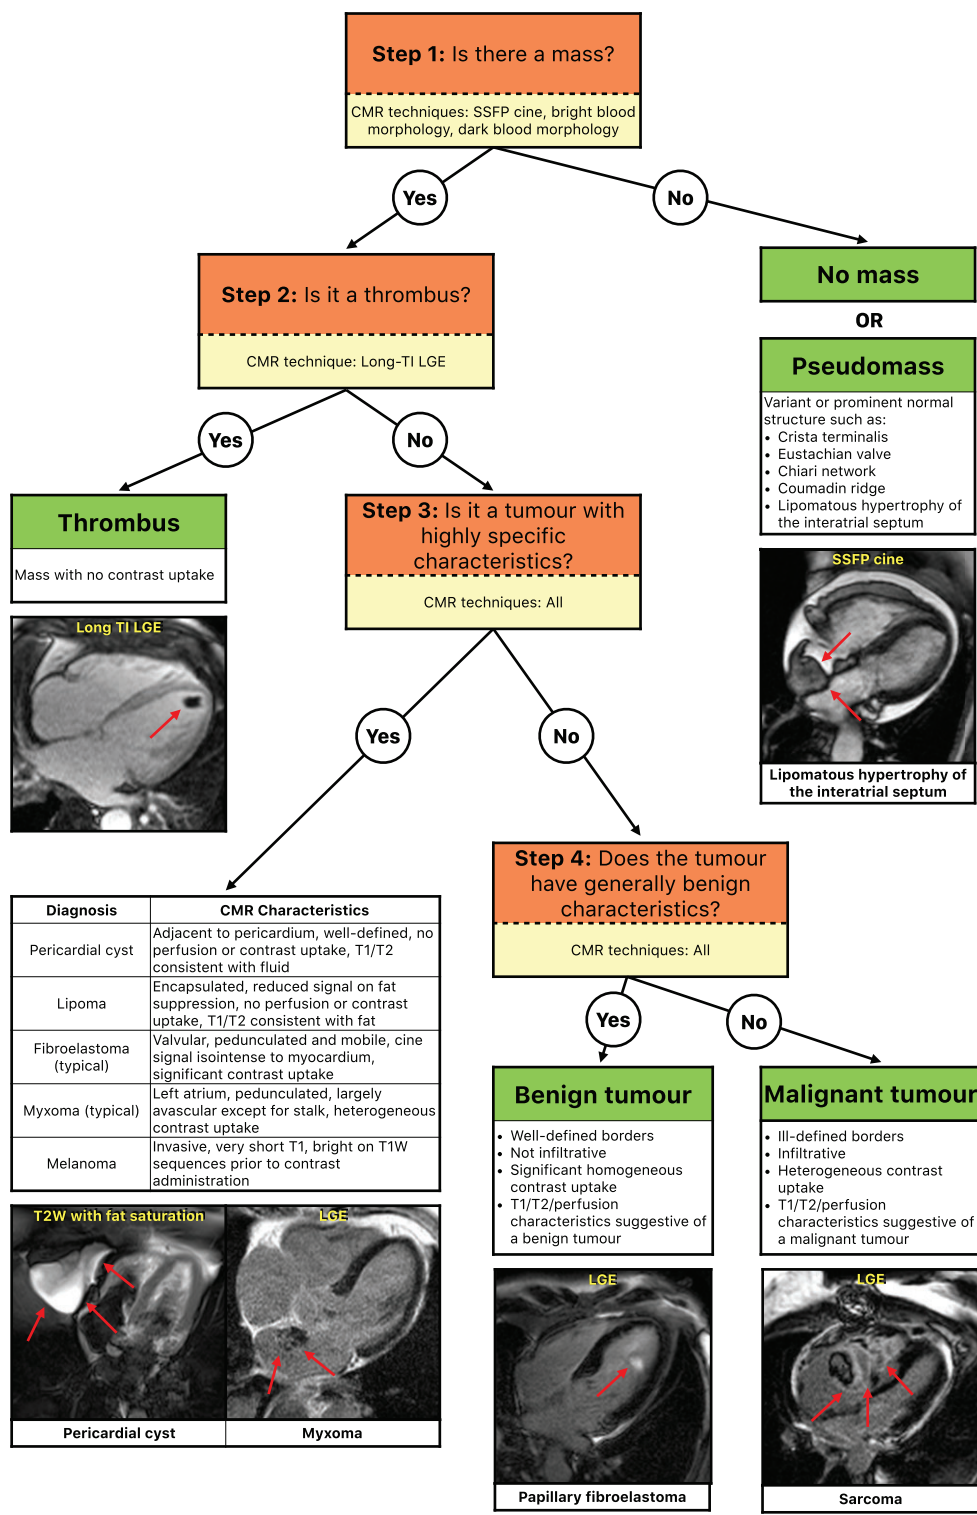 Step 1: Is there a mass?
CMR techniques: SSFP cine, bright blood
morphology, dark blood morphology
Yes
No
Step 2: Is it a thrombus?
CMR technique: Long-TI LGE
No mass
OR
Pseudomass
Variant or prominent normal
structure such as:
• Crista terminalis
• Eustachian valve
• Chiari network
• Coumadin ridge
• Lipomatous hypertrophy of
the interatrial septum
SSFP cine
Lipomatous hypertrophy of
the interatrial septum
Yes
No
Thrombus
Mass with no contrast uptake
Long TI LGE
Step 3: Is it a tumour with
highly specific
characteristics?
CMR techniques: All
Yes
No
Diagnosis CMR Characteristics
Pericardial cyst
Adjacent to pericardium, well-defined, no
perfusion or contrast uptake, T1/T2
consistent with fluid
Lipoma
Encapsulated, reduced signal on fat
suppression, no perfusion or contrast
uptake, T1/T2 consistent with fat
Fibroelastoma
(typical)
Valvular, pedunculated and mobile, cine
signal isointense to myocardium,
significant contrast uptake
Myxoma (typical)
Left atrium, pedunculated, largely
avascular except for stalk, heterogeneous
contrast uptake
Melanoma
Invasive, very short T1, bright on T1W
sequences prior to contrast
administration
T2W with fat saturation
LGE
Pericardial cyst
Myxoma
Step 4: Does the tumour
have generally benign
characteristics?
CMR techniques: All
Yes
No
Benign tumour
• Well-defined borders
• Not infiltrative
• Significant homogeneous
contrast uptake
• T1/T2/perfusion
characteristics suggestive of
a benign tumour
LGE
Papillary fibroelastoma
Malignant tumour
• Ill-defined borders
• Infiltrative
• Heterogeneous contrast
uptake
• T1/T2/perfusion
characteristics suggestive of
a malignant tumour
LGE
Sarcoma